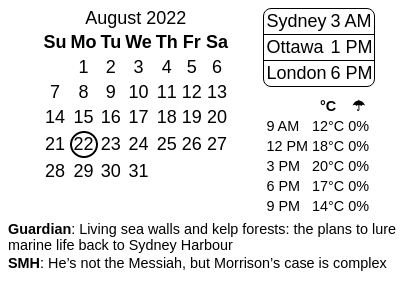 August 2022
Su Mo Tu We Th Fr Sa
1 2 3 4 5 6
7 8 9 10 11 12 13
14 15 16 17 18 19 20
21 22 23 24 25 26 27
28 29 30 31
Sydney 3 AM
Ottawa 1 PM
London 6 PM
°C ☂
9 AM 12°C 0%
12 PM 18°C 0%
3 PM 20°C 0%
6 PM 17°C 0%
9 PM 14°C 0%
Guardian: Living sea walls and kelp forests: the plans to lure
marine life back to Sydney Harbour
SMH: He’s not the Messiah, but Morrison’s case is complex